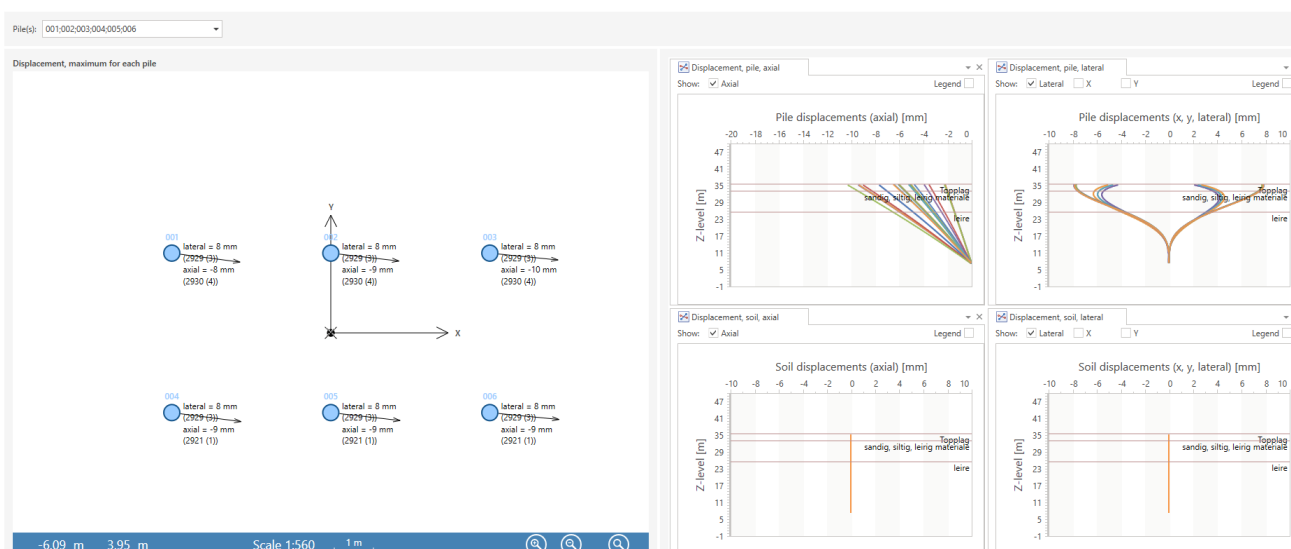 Pile(s): 001;002;003;004;005;006
Displacement, maximum for each pile
Y
001
lateral = 8 mm
(2929 (3))
axial = -8 mm
(2930 (4))
002
lateral = 8 mm
(2929 (3))
axial = -9 mm
(2930 (4))
003
lateral = 8 mm
(2929 (3))
axial = -10 mm
(2930 (4))
X
004
lateral = 8 mm
(2929 (3))
axial = -9 mm
(2921 (1))
005
lateral = 8 mm
(2929 (3))
axial = -9 mm
(2921 (1))
006
lateral = 8 mm
(2929 (3))
axial = -9 mm
(2921 (1))
-6.09 m 3.95 m Scale 1:560 1 m
Displacement, pile, axial
Show: Axial Legend
Pile displacements (axial) [mm]
-20 -18 -16 -14 -12 -10 -8 -6 -4 -2 0
47
41
35
29
23
17
11
5
-1
Z-level [m]
Topplag
sandig, siltig, leirig materiale
leire
Displacement, pile, lateral
Show: Lateral X Y Legend
Pile displacements (x, y, lateral) [mm]
-10 -8 -6 -4 -2 0 2 4 6 8 10
47
41
35
29
23
17
11
5
-1
Z-level [m]
Topplag
sandig, siltig, leirig materiale
leire
Displacement, soil, axial
Show: Axial Legend
Soil displacements (axial) [mm]
-10 -8 -6 -4 -2 0 2 4 6 8 10
47
41
35
29
23
17
11
5
-1
Z-level [m]
Topplag
sandig, siltig, leirig materiale
leire
Displacement, soil, lateral
Show: Lateral X Y Legend
Soil displacements (x, y, lateral) [mm]
-10 -8 -6 -4 -2 0 2 4 6 8 10
47
41
35
29
23
17
11
5
-1
Z-level [m]
Topplag
sandig, siltig, leirig materiale
leire